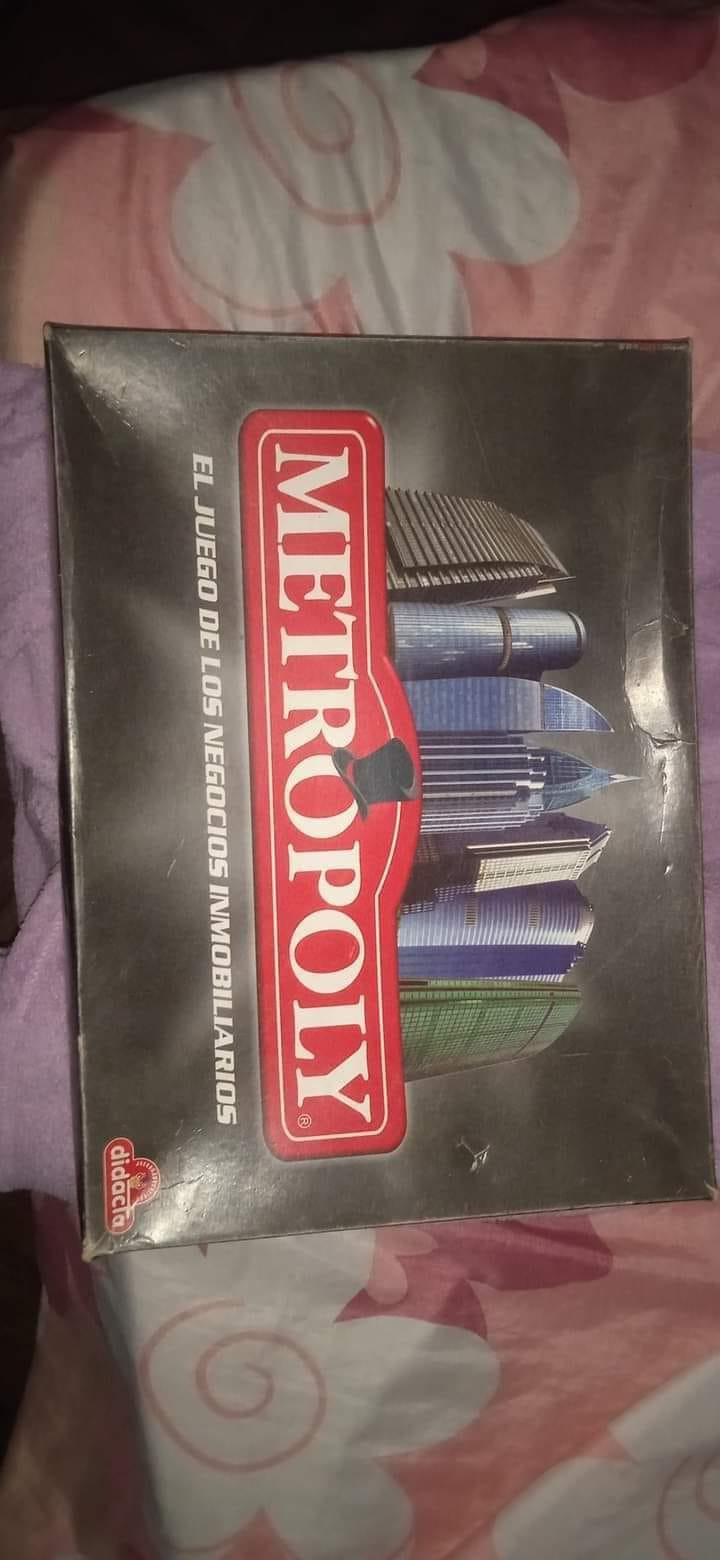 METROPOLY®
EL JUEGO DE LOS NEGOCIOS INMOBILIARIOS
didacta